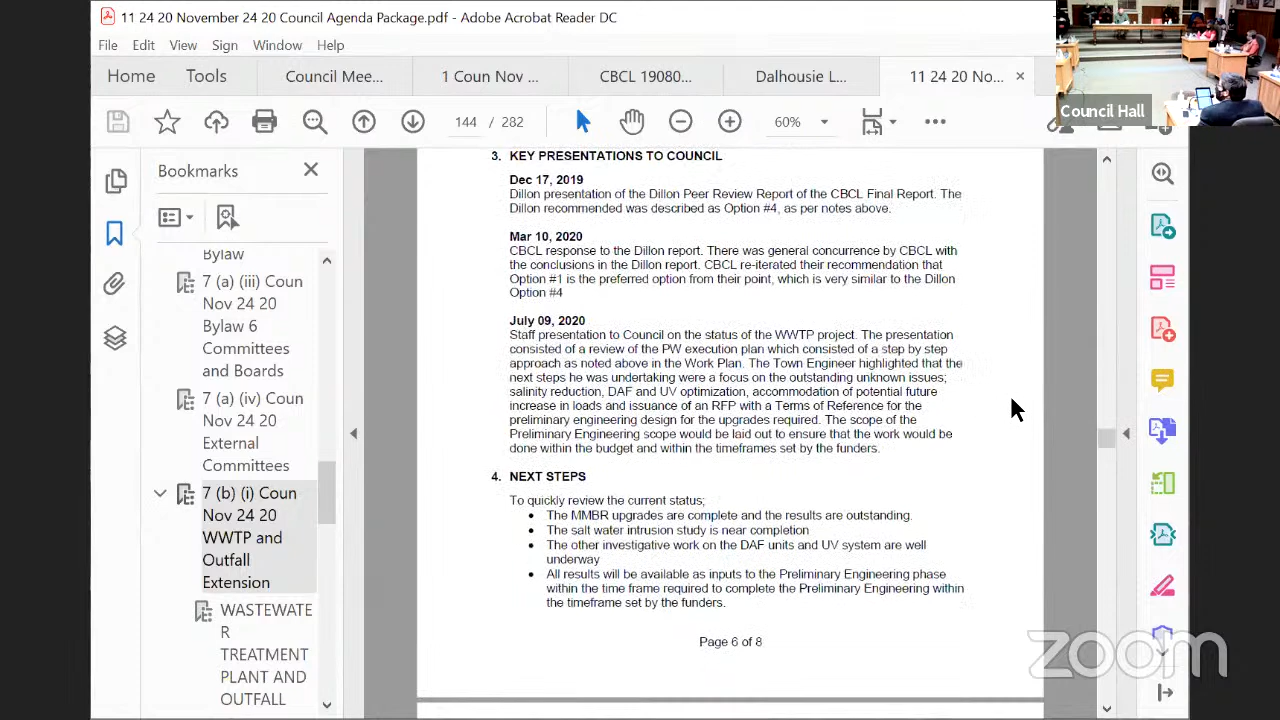 11 24 20 November 24 20 Council Agenda Package.pdf - Adobe Acrobat Reader DC
File Edit View Sign Window Help
Home Tools Council Mee... 1 Coun Nov ... CBCL 19080... Dalhousie L... 11 24 20 No...
Council Hall
144 / 282 60%
Bookmarks
Bylaw
7 (a) (iii) Coun
Nov 24 20
Bylaw 6
Committees
and Boards
7 (a) (iv) Coun
Nov 24 20
External
Committees
7 (b) (i) Coun
Nov 24 20
WWTP and
Outfall
Extension
WASTEWATE
R
TREATMENT
PLANT AND
OUTFALL
3. KEY PRESENTATIONS TO COUNCIL
Dec 17, 2019
Dillon presentation of the Dillon Peer Review Report of the CBCL Final Report. The
Dillon recommended was described as Option #4, as per notes above.
Mar 10, 2020
CBCL response to the Dillon report. There was general concurrence by CBCL with
the conclusions in the Dillon report. CBCL re-iterated their recommendation that
Option #1 is the preferred option from their point, which is very similar to the Dillon
Option #4
July 09, 2020
Staff presentation to Council on the status of the WWTP project. The presentation
consisted of a review of the PW execution plan which consisted of a step by step
approach as noted above in the Work Plan. The Town Engineer highlighted that the
next steps he was undertaking were a focus on the outstanding unknown issues;
salinity reduction, DAF and UV optimization, accommodation of potential future
increase in loads and issuance of an RFP with a Terms of Reference for the
preliminary engineering design for the upgrades required. The scope of the
Preliminary Engineering scope would be laid out to ensure that the work would be
done within the budget and within the timeframes set by the funders.
4. NEXT STEPS
To quickly review the current status;
• The MMBR upgrades are complete and the results are outstanding.
• The salt water intrusion study is near completion
• The other investigative work on the DAF units and UV system are well
underway
• All results will be available as inputs to the Preliminary Engineering phase
within the time frame required to complete the Preliminary Engineering within
the timeframe set by the funders.
Page 6 of 8
zoom